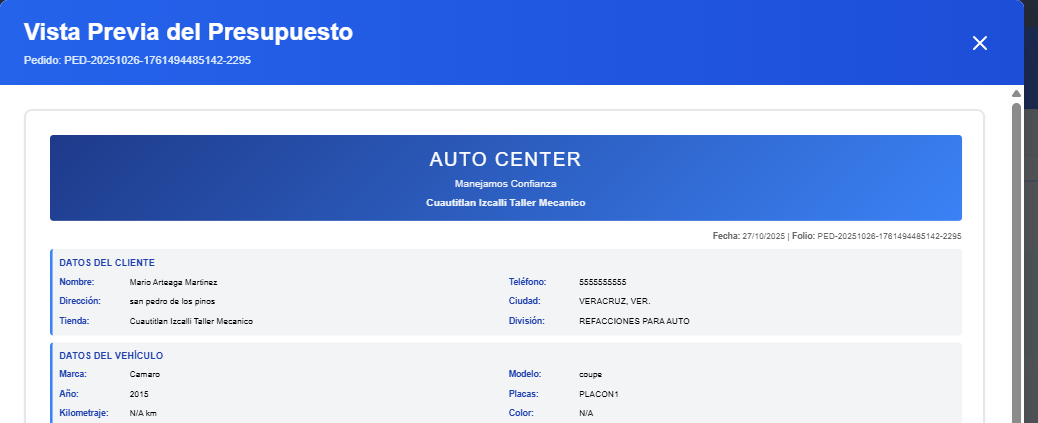 Vista Previa del Presupuesto
Pedido: PED-20251026-1761494485142-2295
AUTO CENTER
Manejamos Confianza
Cuautitlan Izcalli Taller Mecanico
Fecha: 27/10/2025 | Folio: PED-20251026-1761494485142-2295
DATOS DEL CLIENTE
Nombre: Mario Arteaga Martinez Teléfono: 5555555555
Dirección: san pedro de los pinos Ciudad: VERACRUZ, VER.
Tienda: Cuautitlan Izcalli Taller Mecanico División: REFACCIONES PARA AUTO
DATOS DEL VEHÍCULO
Marca: Camaro Modelo: coupe
Año: 2015 Placas: PLACON1
Kilometraje: N/A km Color: N/A